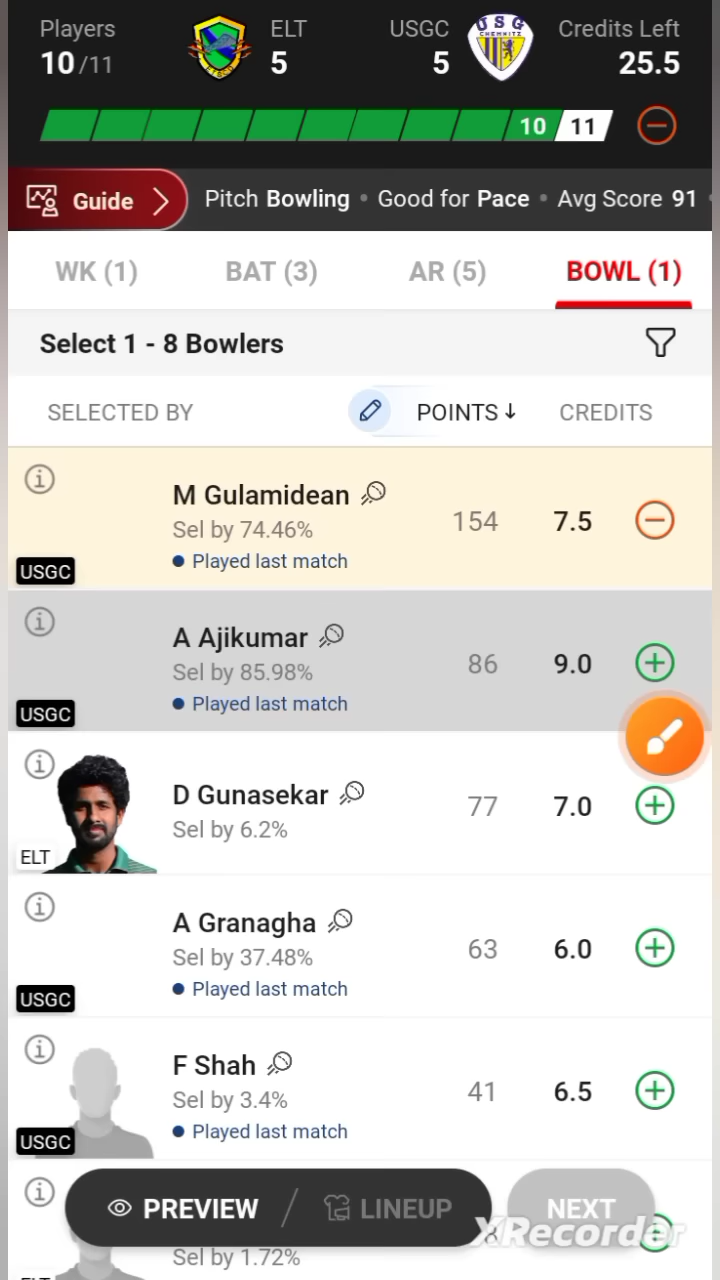 Players ELT USGC Credits Left
10/11 5 5 25.5
USG
CHEMNITZ
10 11
Guide Pitch Bowling • Good for Pace • Avg Score 91
WK (1) BAT (3) AR (5) BOWL (1)
Select 1 - 8 Bowlers
SELECTED BY POINTS↓ CREDITS
M Gulamidean
Sel by 74.46% 154 7.5
Played last match
USGC
A Ajikumar
Sel by 85.98% 86 9.0
Played last match
USGC
D Gunasekar
Sel by 6.2% 77 7.0
ELT
A Granagha
Sel by 37.48% 63 6.0
Played last match
USGC
F Shah
Sel by 3.4% 41 6.5
Played last match
USGC
PREVIEW / LINEUP NEXT
XRecorder
Sel by 1.72%
ELT